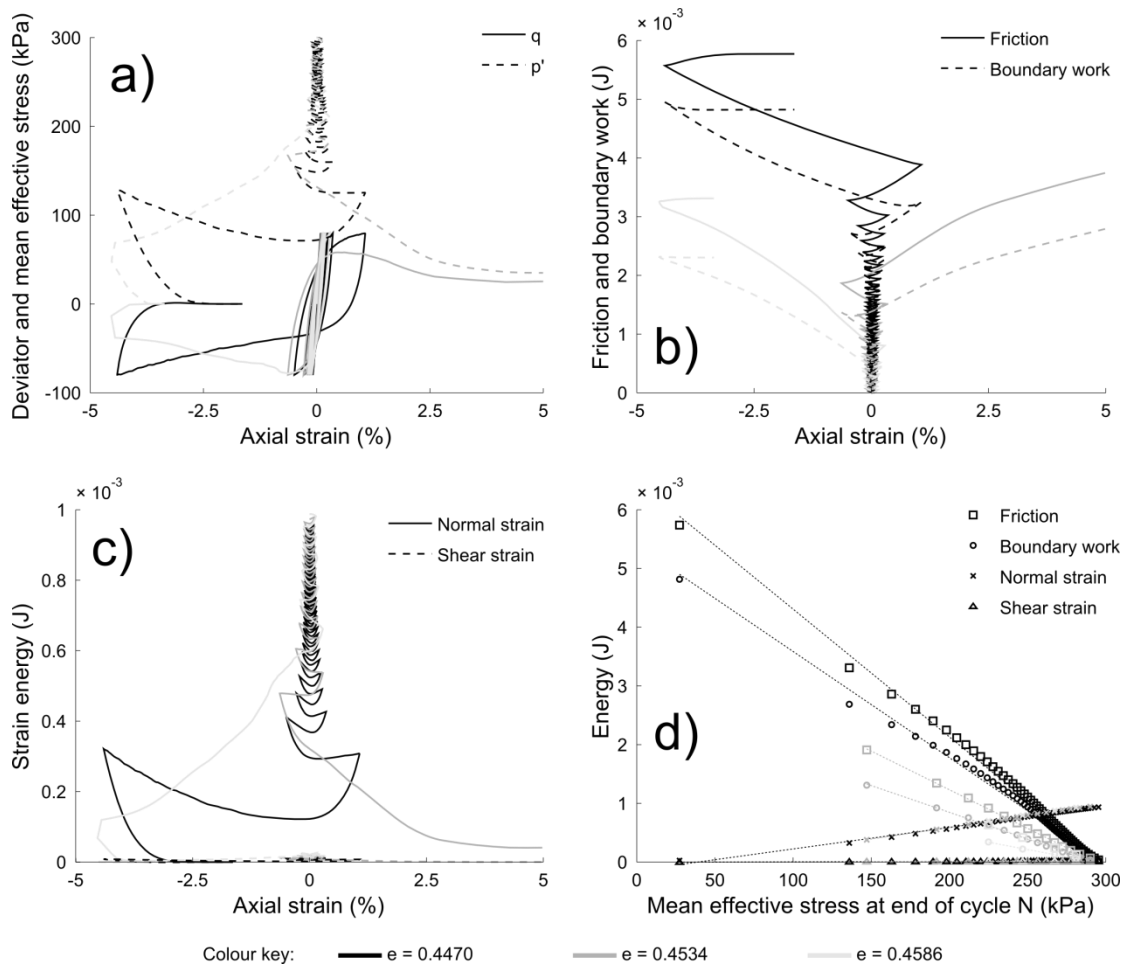 a)
Deviator and mean effective stress (kPa)
300
200
100
0
-100
-5
-2.5
0
2.5
5
Axial strain (%)
q
p'
b)
× 10⁻³
Friction and boundary work (J)
6
5
4
3
2
1
0
-5
-2.5
0
2.5
5
Axial strain (%)
Friction
Boundary work
c)
× 10⁻³
Strain energy (J)
1
0.8
0.6
0.4
0.2
0
-5
-2.5
0
2.5
5
Axial strain (%)
Normal strain
Shear strain
d)
× 10⁻³
Energy (J)
6
5
4
3
2
1
0
0
50
100
150
200
250
300
Mean effective stress at end of cycle N (kPa)
Friction
Boundary work
Normal strain
Shear strain
Colour key: e = 0.4470 e = 0.4534 e = 0.4586